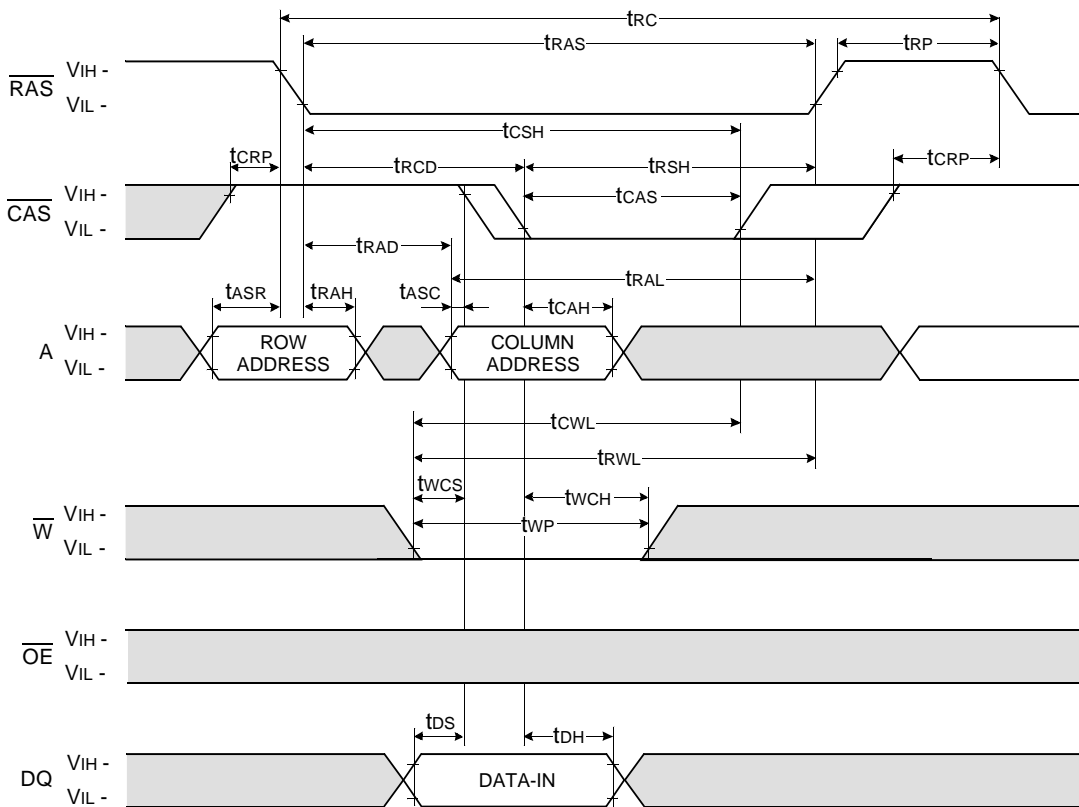 tRC
tRAS
tRP
RAS
VIH -
VIL -
tCSH
tCRP
tRCD
tRSH
tCRP
CAS
VIH -
VIL -
tCAS
tRAD
tRAL
tASR
tRAH
tASC
tCAH
A
VIH -
VIL -
ROW
ADDRESS
COLUMN
ADDRESS
tCWL
tRWL
tWCS
tWCH
W
VIH -
VIL -
tWP
OE
VIH -
VIL -
tDS
tDH
DQ
VIH -
VIL -
DATA-IN